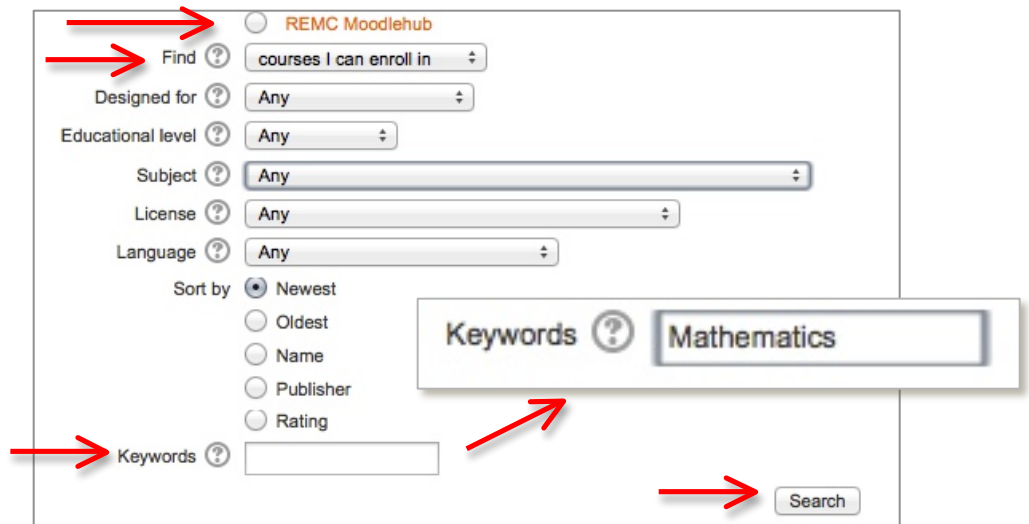 REMC Moodlehub
Find ? courses I can enroll in
Designed for ? Any
Educational level ? Any
Subject ? Any
License ? Any
Language ? Any
Sort by Newest
Oldest
Name
Publisher
Rating
Keywords ? Mathematics
Keywords ?
Search